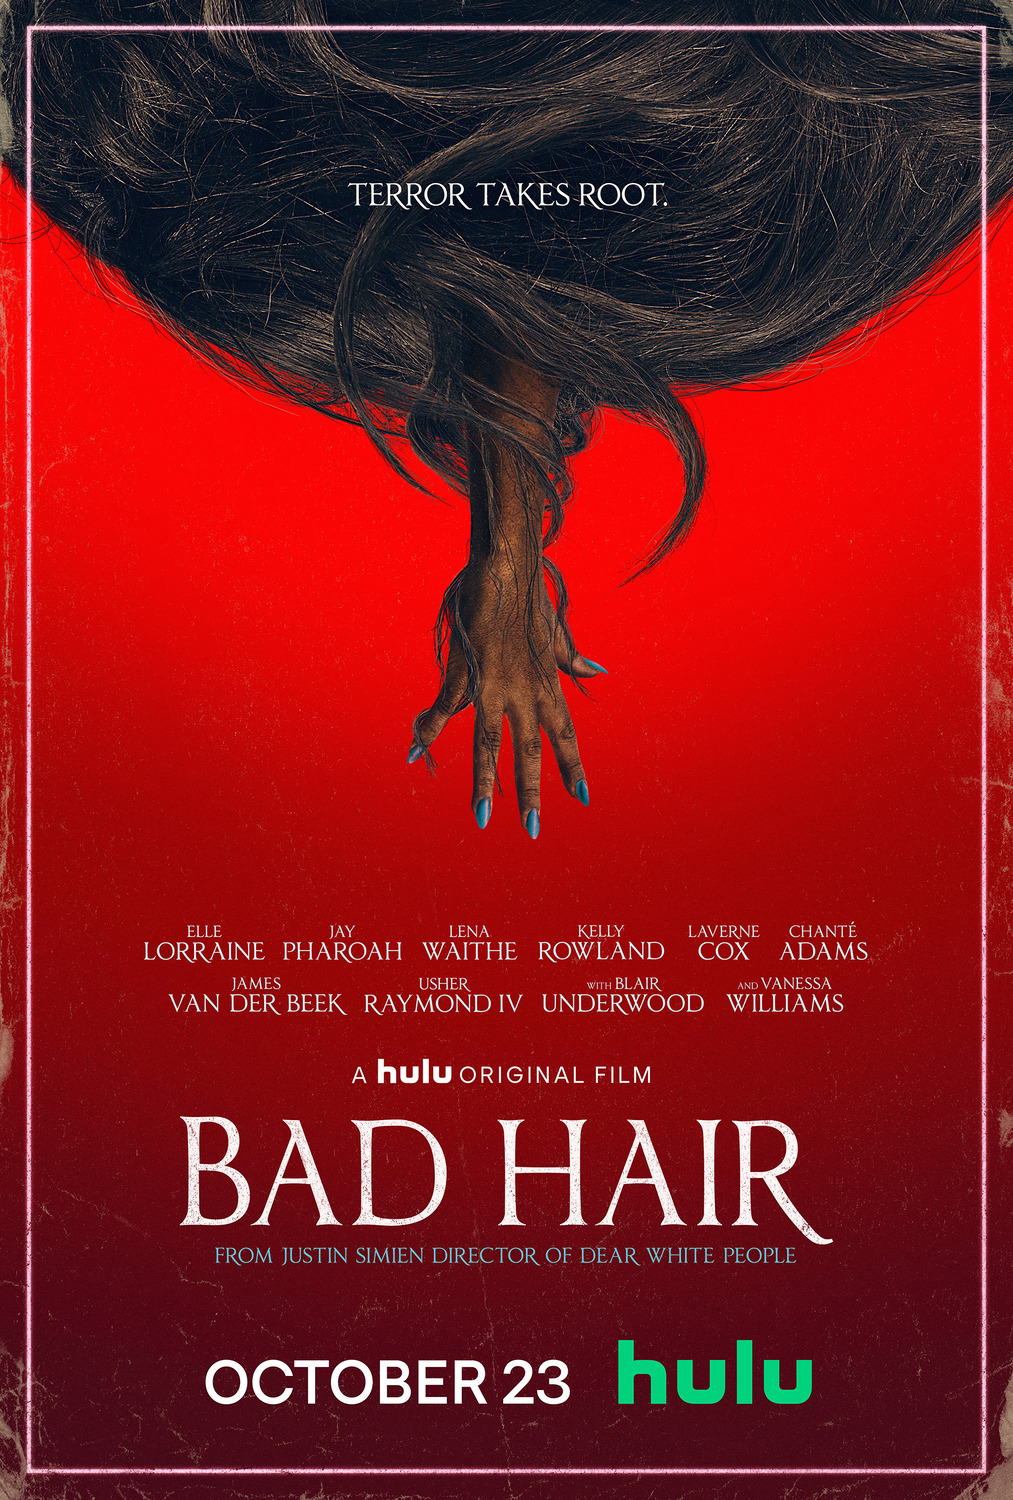 TERROR TAKES ROOT.
ELLE LORRAINE JAY PHAROAH LENA WAITHE KELLY ROWLAND LAVERNE COX CHANTÉ ADAMS
JAMES VAN DER BEEK USHER RAYMOND IV WITH BLAIR UNDERWOOD AND VANESSA WILLIAMS
A hulu ORIGINAL FILM
BAD HAIR
FROM JUSTIN SIMIEN DIRECTOR OF DEAR WHITE PEOPLE
OCTOBER 23 hulu